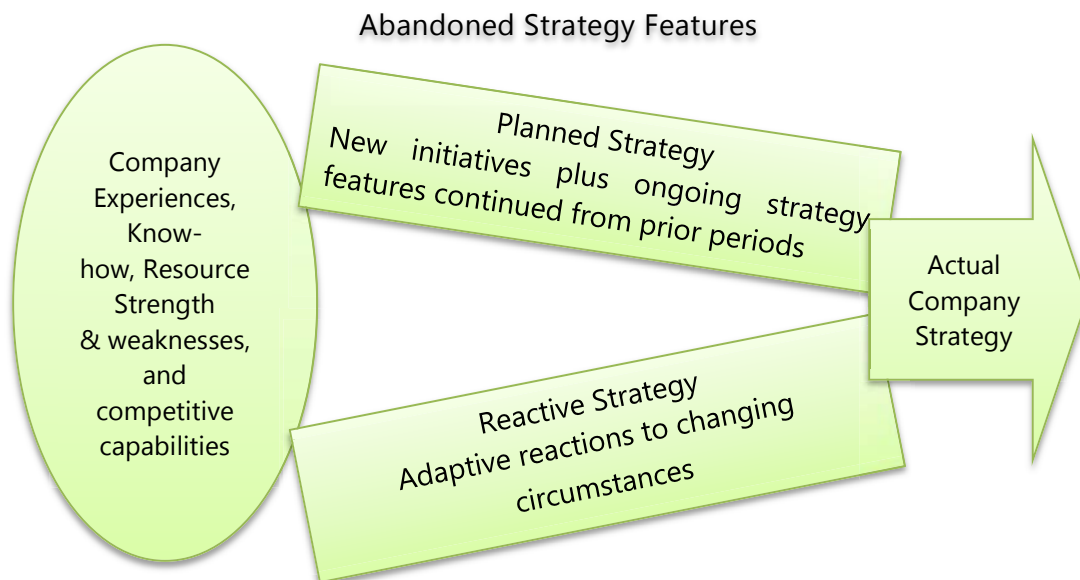 Abandoned Strategy Features
Company
Experiences,
Know-
how, Resource
Strength
& weaknesses,
and
competitive
capabilities
Planned Strategy
New initiatives plus ongoing strategy
features continued from prior periods
Reactive Strategy
Adaptive reactions to changing
circumstances
Actual
Company
Strategy